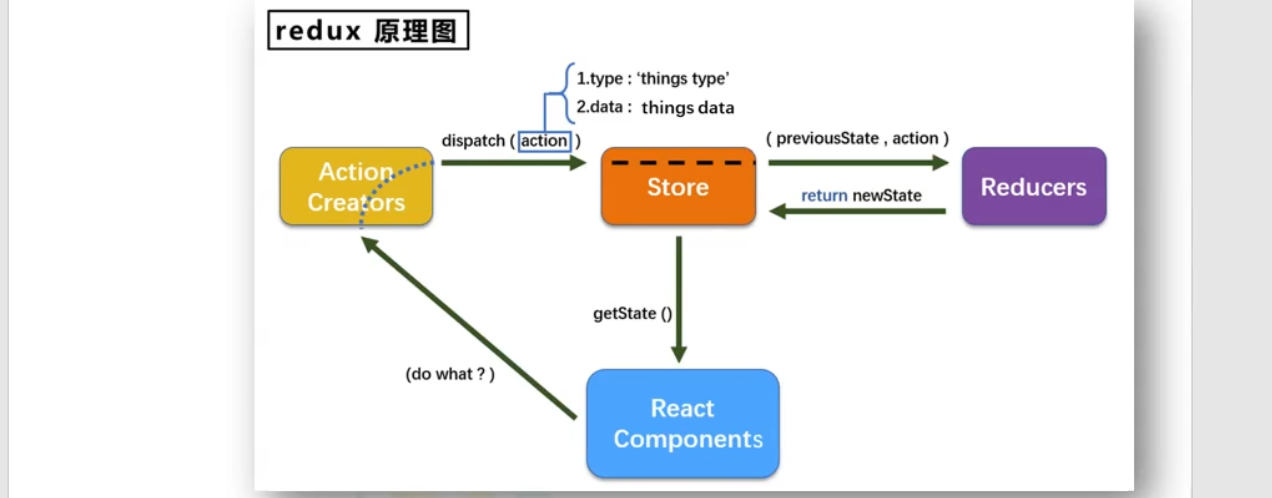 redux 原理图
1.type : ‘things type’
2.data : things data
dispatch ( action )
( previousState , action )
Action
Creators
Store
return newState
Reducers
getState ()
(do what ? )
React
Components